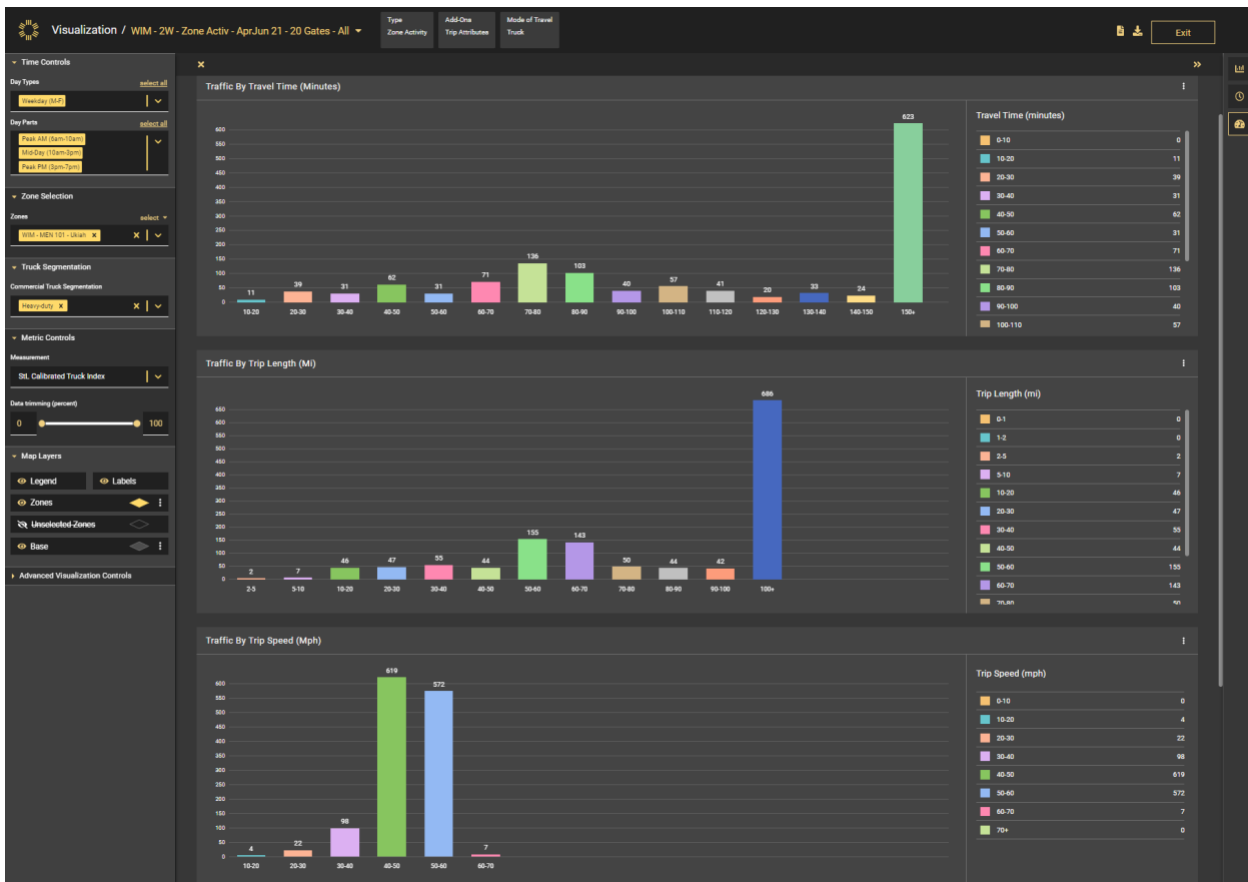 Visualization / WIM - 2W - Zone Activ - AprJun 21 - 20 Gates - All
Type
Zone Activity
Add-Ons
Trip Attributes
Mode of Travel
Truck
Exit
Time Controls
Day Types select all
Weekday (M-F)
Day Parts select all
Peak AM (6am-10am)
Mid-Day (10am-3pm)
Peak PM (3pm-7pm)
Zone Selection
Zones select
WIM - MEN 101 - Ukiah
Truck Segmentation
Commercial Truck Segmentation
Heavy-duty
Metric Controls
Measurement
StL Calibrated Truck Index
Data trimming (percent)
0 100
Map Layers
Legend Labels
Zones
Unselected Zones
Base
Advanced Visualization Controls
Traffic By Travel Time (Minutes)
600
550
500
450
400
350
300
250
200
150
100
50
0
11 39 31 62 31 71 136 103 40 57 41 20 33 24 623
10-20 20-30 30-40 40-50 50-60 60-70 70-80 80-90 90-100 100-110 110-120 120-130 130-140 140-150 150+
Travel Time (minutes)
0-10 0
10-20 11
20-30 39
30-40 31
40-50 62
50-60 31
60-70 71
70-80 136
80-90 103
90-100 40
100-110 57
Traffic By Trip Length (Mi)
650
600
550
500
450
400
350
300
250
200
150
100
50
0
2 7 46 47 55 44 155 143 50 44 42 686
2-5 5-10 10-20 20-30 30-40 40-50 50-60 60-70 70-80 80-90 90-100 100+
Trip Length (mi)
0-1 0
1-2 0
2-5 2
5-10 7
10-20 46
20-30 47
30-40 55
40-50 44
50-60 155
60-70 143
70-80 50
Traffic By Trip Speed (Mph)
600
550
500
450
400
350
300
250
200
150
100
50
0
4 22 98 619 572 7
10-20 20-30 30-40 40-50 50-60 60-70
Trip Speed (mph)
0-10 0
10-20 4
20-30 22
30-40 98
40-50 619
50-60 572
60-70 7
70+ 0